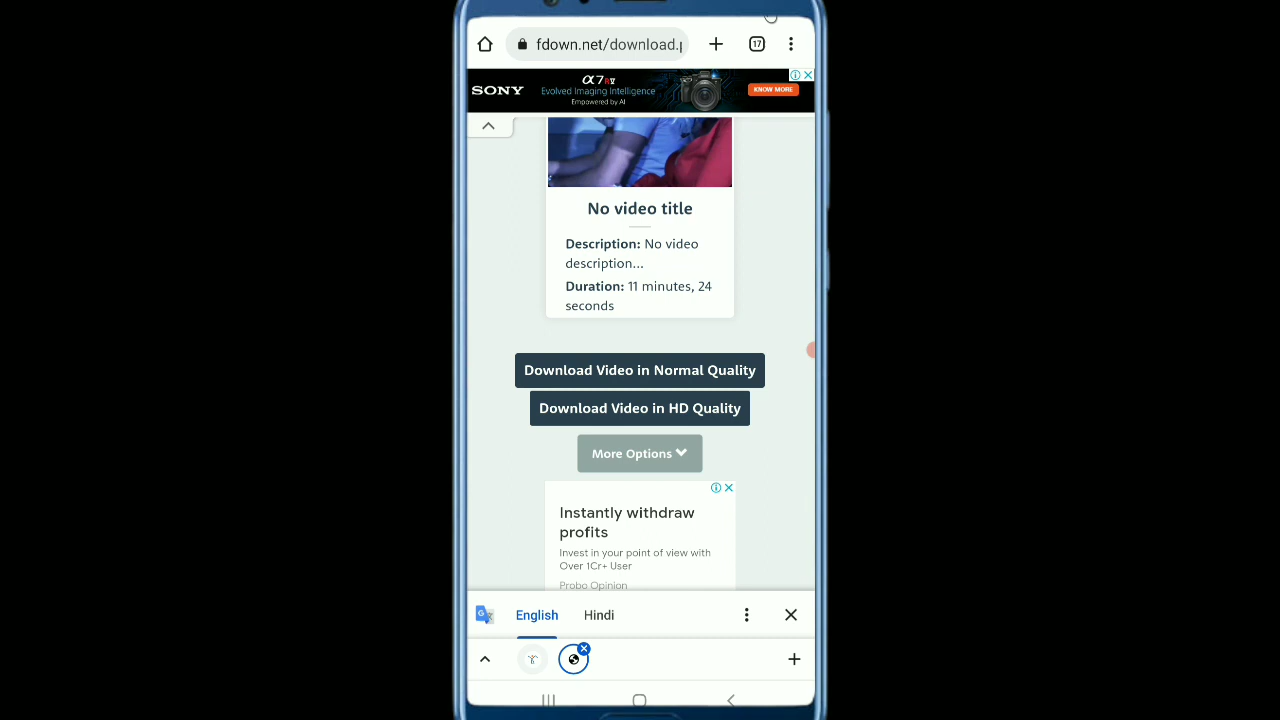 fdown.net/download.p
17
SONY
α7RV
Evolved Imaging Intelligence
Empowered by AI
KNOW MORE
No video title
Description: No video
description...
Duration: 11 minutes, 24
seconds
Download Video in Normal Quality
Download Video in HD Quality
More Options
Instantly withdraw
profits
Invest in your point of view with
Over 1Cr+ User
Probo Opinion
English Hindi